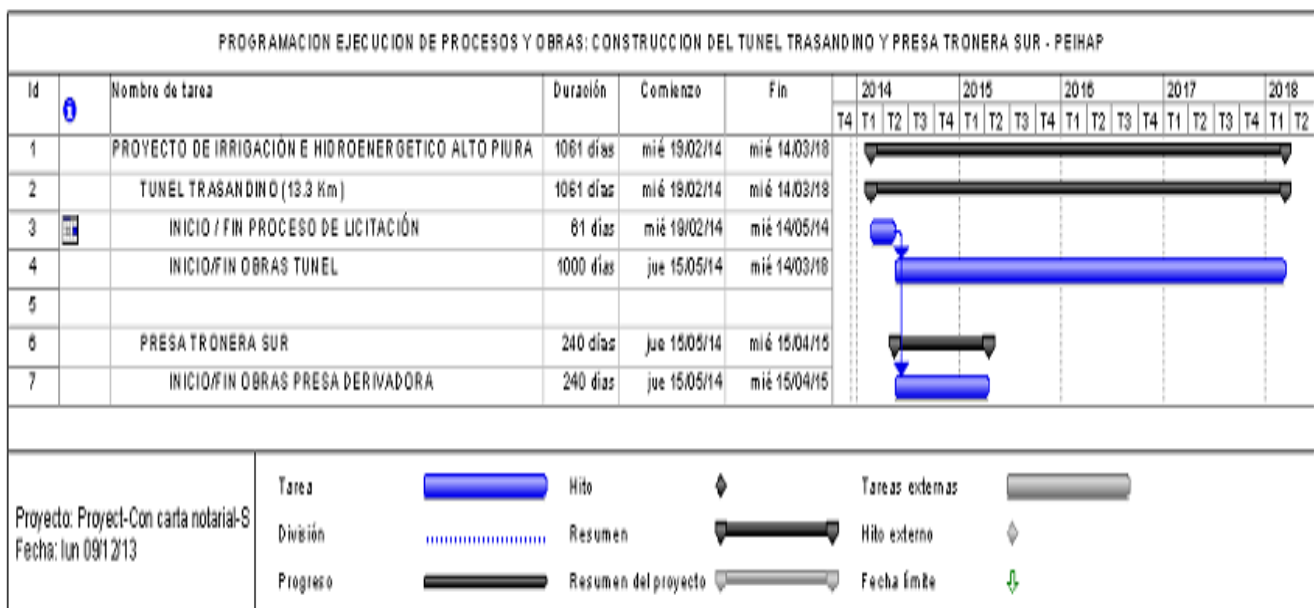 PROGRAMACION EJECUCION DE PROCESOS Y OBRAS: CONSTRUCCION DEL TUNEL TRASANDINO Y PRESA TRONERA SUR - PEIHAP
Id Nombre de tarea Duración Comienzo Fin 2014 2015 2016 2017 2018
T4 T1 T2 T3 T4 T1 T2 T3 T4 T1 T2 T3 T4 T1 T2 T3 T4 T1 T2
1 PROYECTO DE IRRIGACIÓN E HIDROENERGETICO ALTO PIURA 1061 días mié 19/02/14 mié 14/03/18
2 TUNEL TRASANDINO (13.3 Km) 1061 días mié 19/02/14 mié 14/03/18
3 INICIO / FIN PROCESO DE LICITACIÓN 61 días mié 19/02/14 mié 14/05/14
4 INICIO/FIN OBRAS TUNEL 1000 días jue 15/05/14 mié 14/03/18
5
6 PRESA TRONERA SUR 240 días jue 15/05/14 mié 15/04/15
7 INICIO/FIN OBRAS PRESA DERIVADORA 240 días jue 15/05/14 mié 15/04/15
Proyecto: Proyect-Con carta notarial-S
Fecha: lun 09/12/13
Tarea Hito Tareas externas
División Resumen Hito externo
Progreso Resumen del proyecto Fecha límite